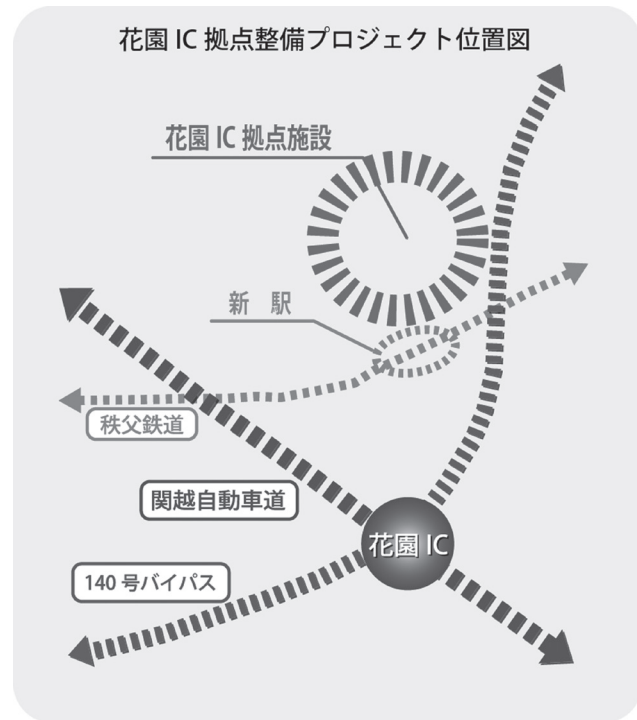 花園 IC 拠点整備プロジェクト位置図
花園 IC 拠点施設
新　駅
秩父鉄道
関越自動車道
花園 IC
140 号バイパス